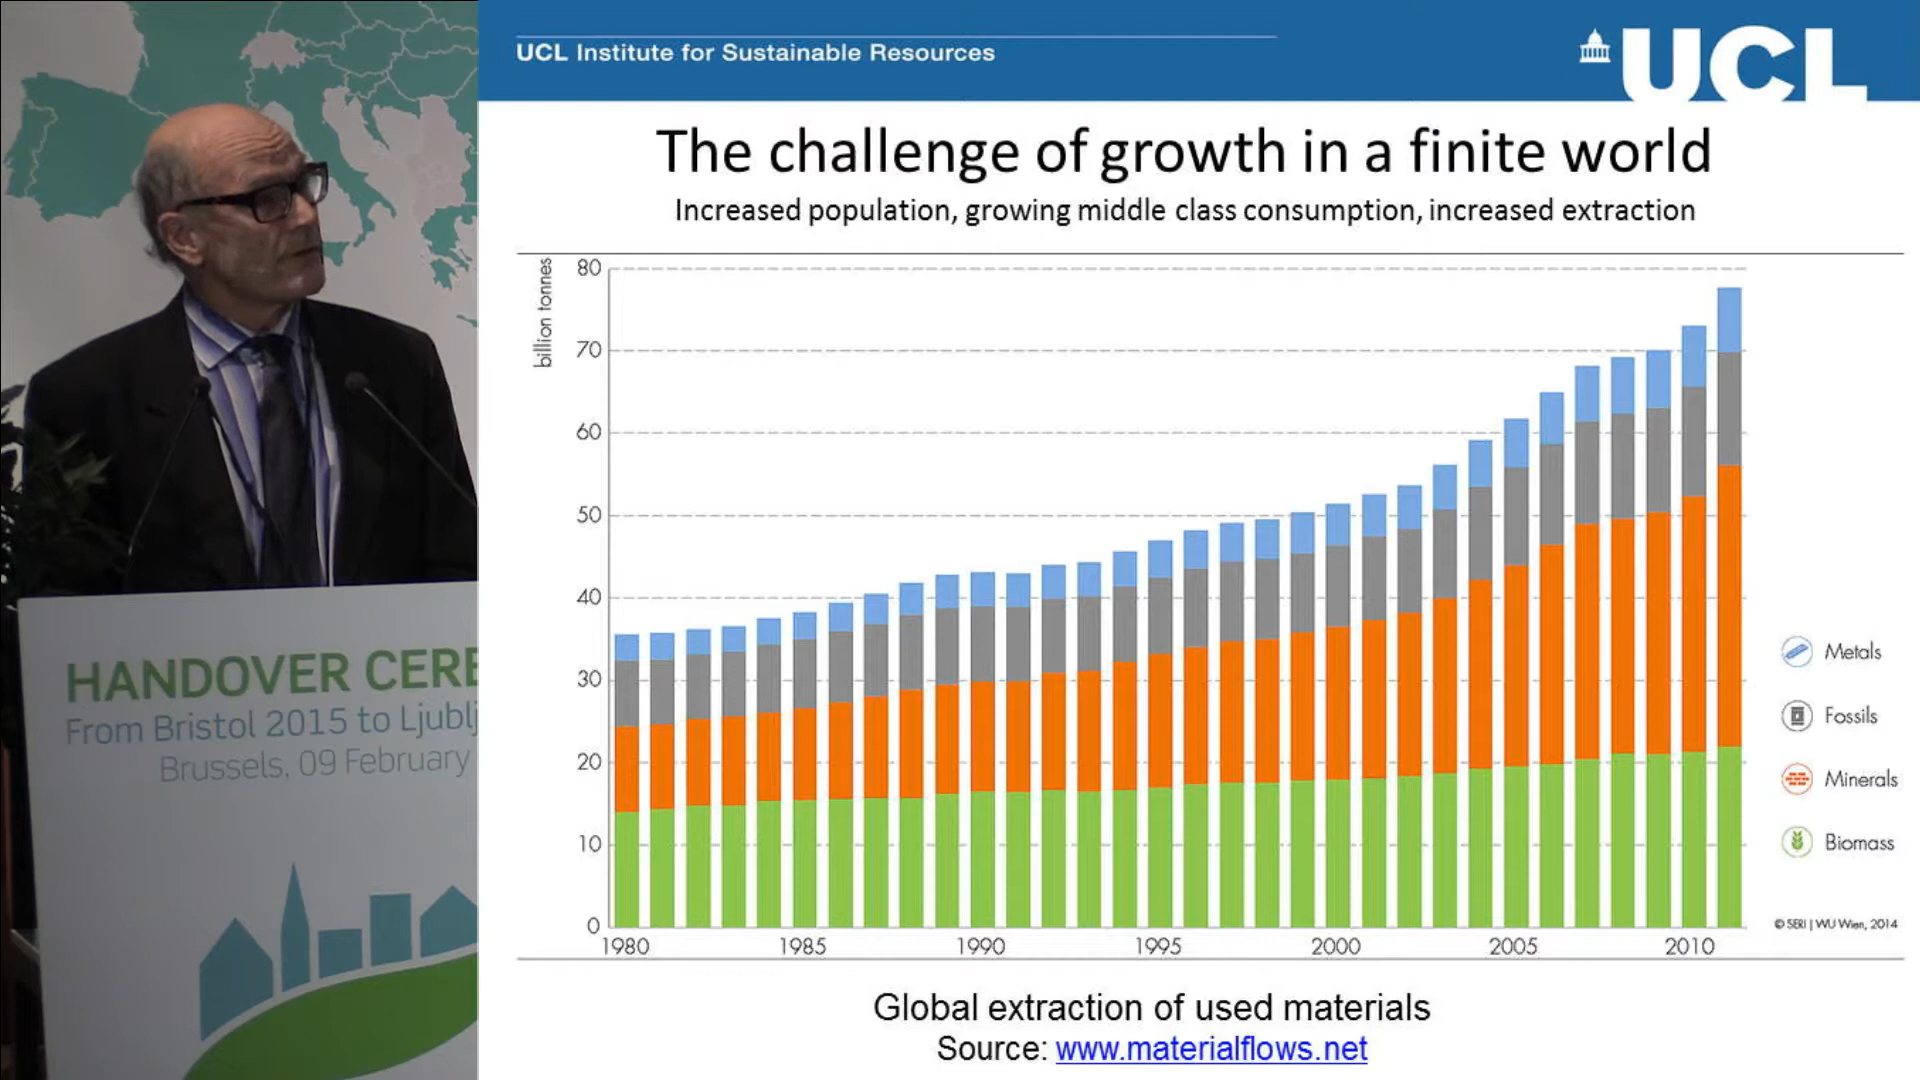 UCL Institute for Sustainable Resources
UCL
The challenge of growth in a finite world
Increased population, growing middle class consumption, increased extraction
billion tonnes
80
70
60
50
40
30
20
10
0
1980 1985 1990 1995 2000 2005 2010
Metals
Fossils
Minerals
Biomass
© SERI | WU Wien, 2014
Global extraction of used materials
Source: www.materialflows.net
HANDOVER CERE
From Bristol 2015 to Ljublj
Brussels, 09 February